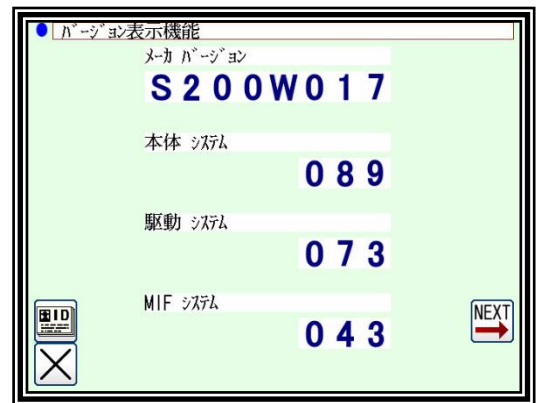 ﾊﾞｰｼﾞｮﾝ表示機能
ﾒｰｶ ﾊﾞｰｼﾞｮﾝ
S200W017
本体 ｼｽﾃﾑ
089
駆動 ｼｽﾃﾑ
073
MIF ｼｽﾃﾑ
043
ID
NEXT